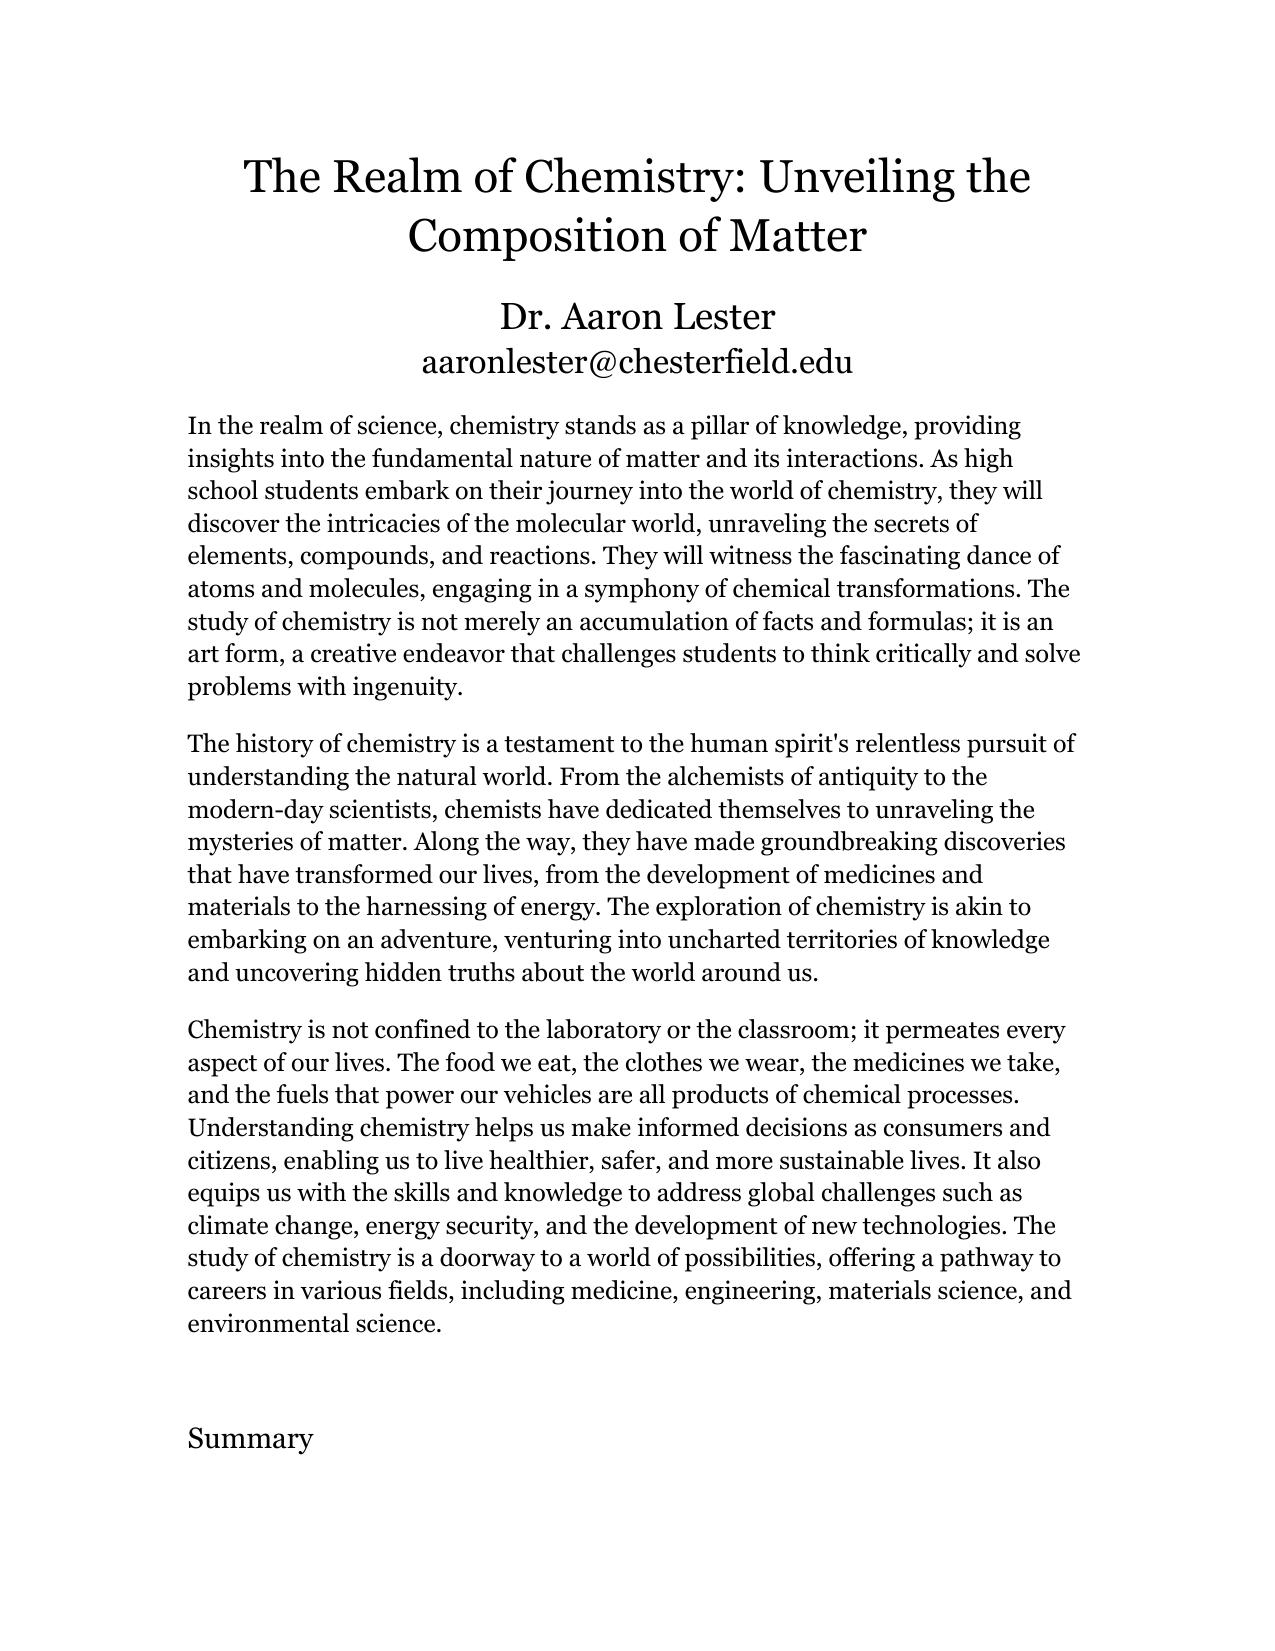 The Realm of Chemistry: Unveiling the
Composition of Matter
Dr. Aaron Lester
aaronlester@chesterfield.edu
In the realm of science, chemistry stands as a pillar of knowledge, providing
insights into the fundamental nature of matter and its interactions. As high
school students embark on their journey into the world of chemistry, they will
discover the intricacies of the molecular world, unraveling the secrets of
elements, compounds, and reactions. They will witness the fascinating dance of
atoms and molecules, engaging in a symphony of chemical transformations. The
study of chemistry is not merely an accumulation of facts and formulas; it is an
art form, a creative endeavor that challenges students to think critically and solve
problems with ingenuity.
The history of chemistry is a testament to the human spirit's relentless pursuit of
understanding the natural world. From the alchemists of antiquity to the
modern-day scientists, chemists have dedicated themselves to unraveling the
mysteries of matter. Along the way, they have made groundbreaking discoveries
that have transformed our lives, from the development of medicines and
materials to the harnessing of energy. The exploration of chemistry is akin to
embarking on an adventure, venturing into uncharted territories of knowledge
and uncovering hidden truths about the world around us.
Chemistry is not confined to the laboratory or the classroom; it permeates every
aspect of our lives. The food we eat, the clothes we wear, the medicines we take,
and the fuels that power our vehicles are all products of chemical processes.
Understanding chemistry helps us make informed decisions as consumers and
citizens, enabling us to live healthier, safer, and more sustainable lives. It also
equips us with the skills and knowledge to address global challenges such as
climate change, energy security, and the development of new technologies. The
study of chemistry is a doorway to a world of possibilities, offering a pathway to
careers in various fields, including medicine, engineering, materials science, and
environmental science.
Summary